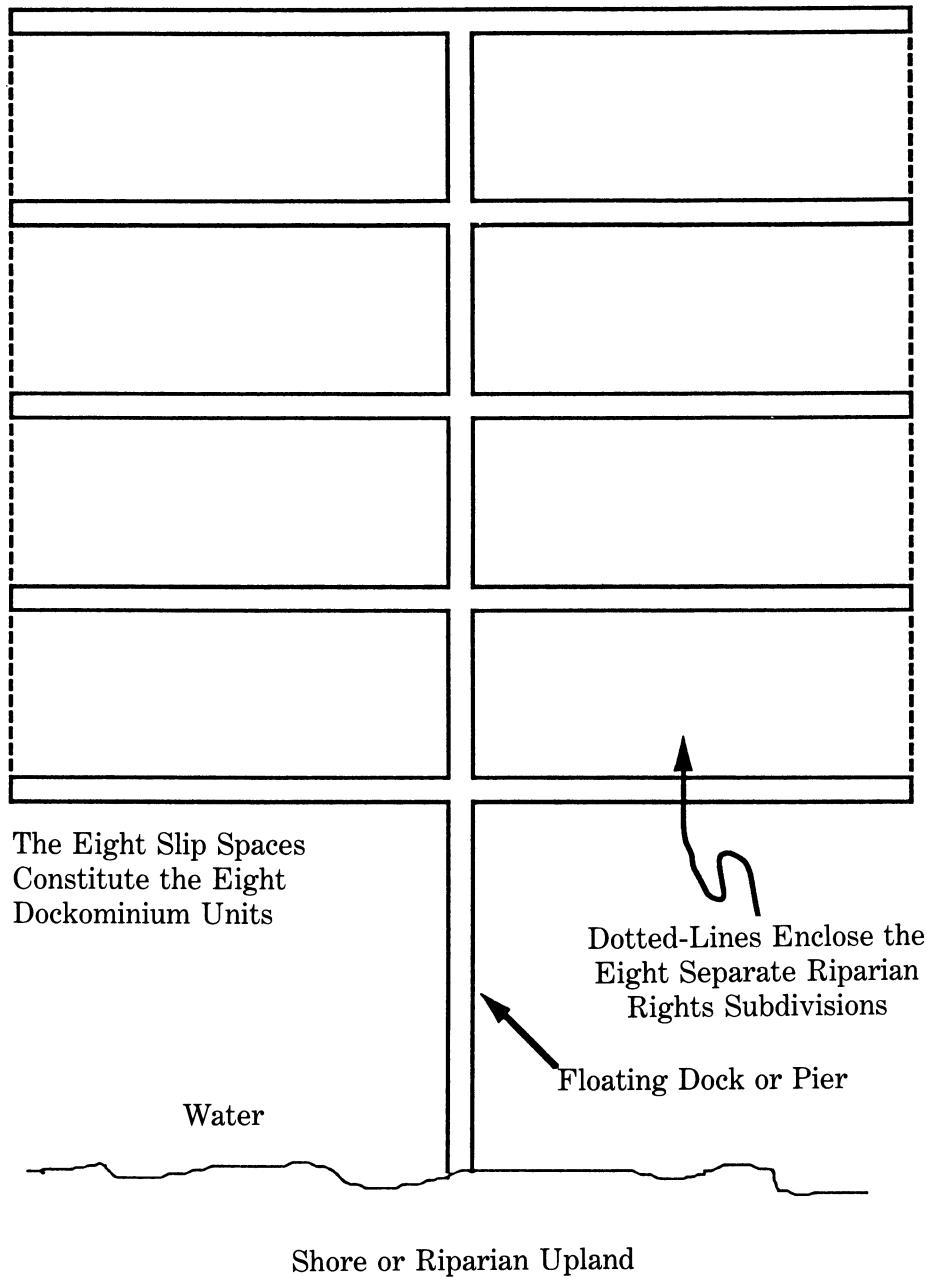 The Eight Slip Spaces
Constitute the Eight
Dockominium Units
Dotted-Lines Enclose the
Eight Separate Riparian
Rights Subdivisions
Floating Dock or Pier
Water
Shore or Riparian Upland